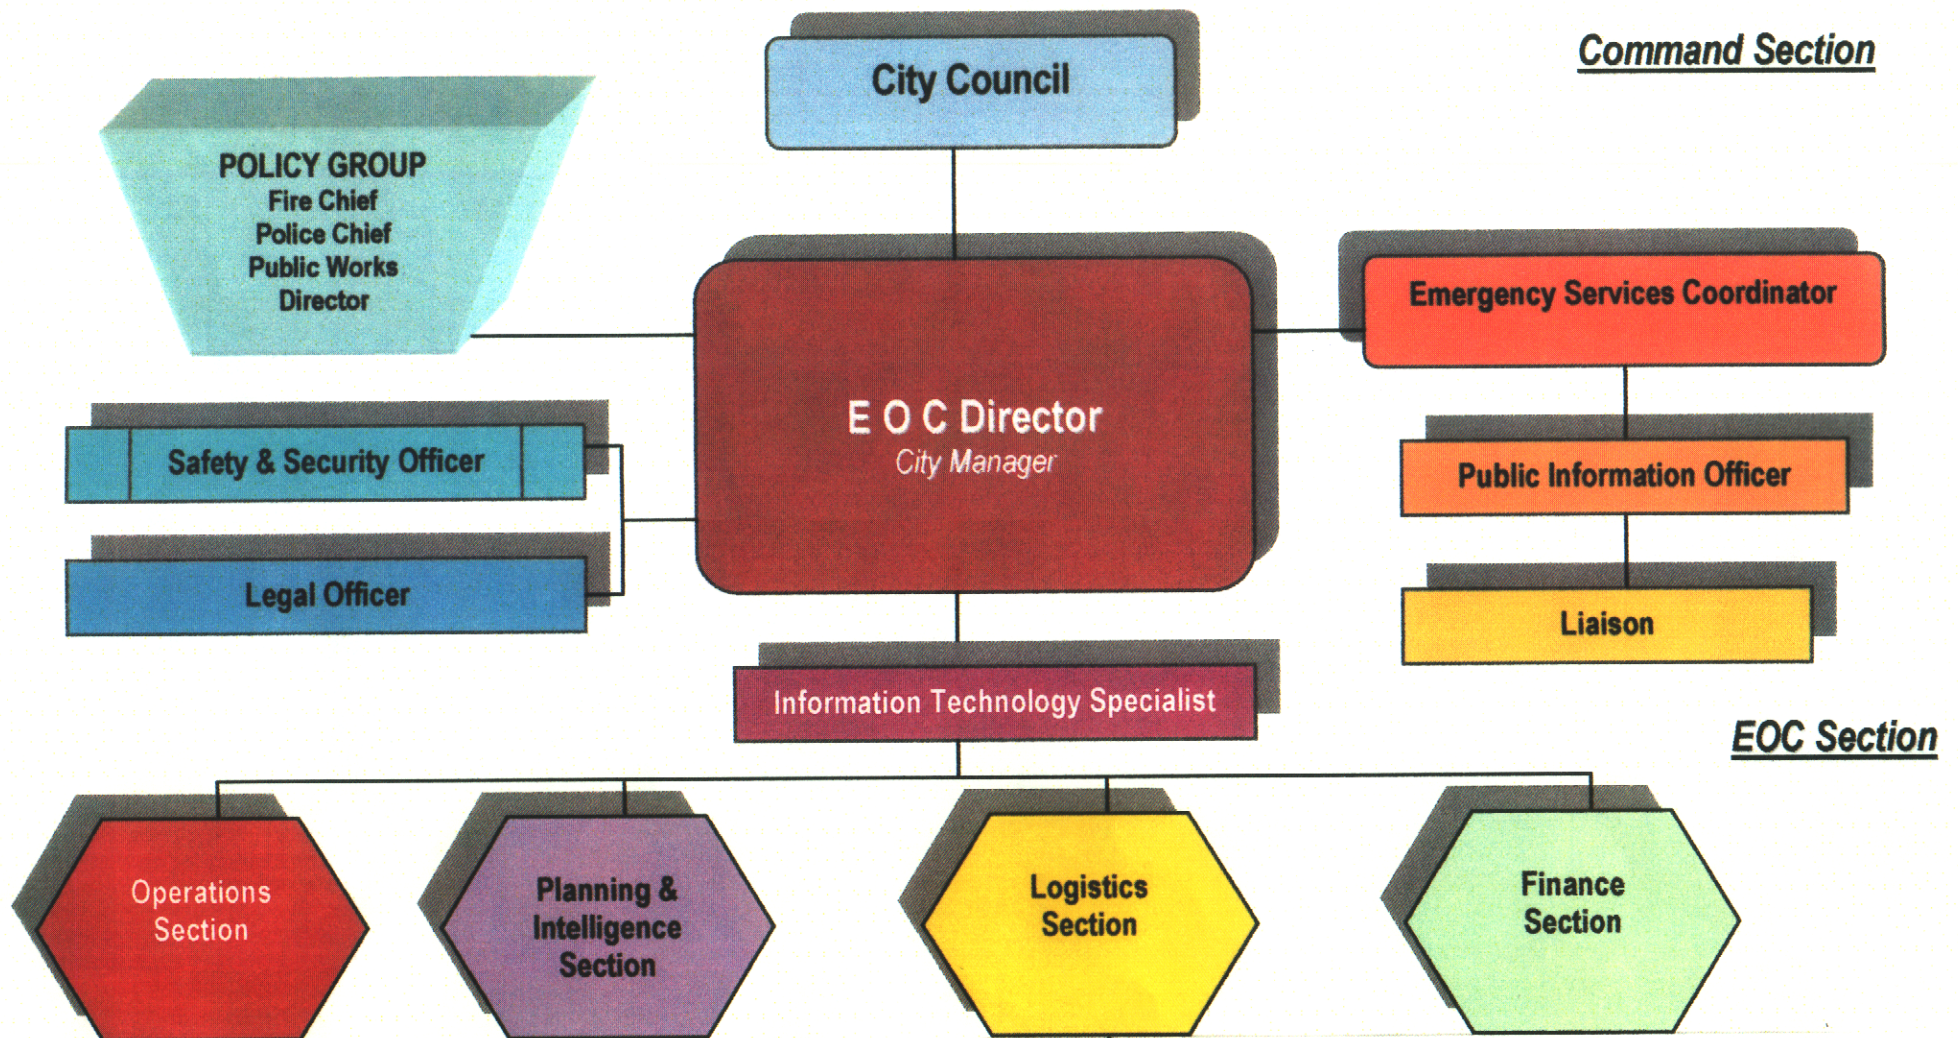 City Council
Command Section
POLICY GROUP
Fire Chief
Police Chief
Public Works
Director
Emergency Services Coordinator
E O C Director
City Manager
Safety & Security Officer
Public Information Officer
Legal Officer
Liaison
Information Technology Specialist
EOC Section
Operations
Section
Planning &
Intelligence
Section
Logistics
Section
Finance
Section